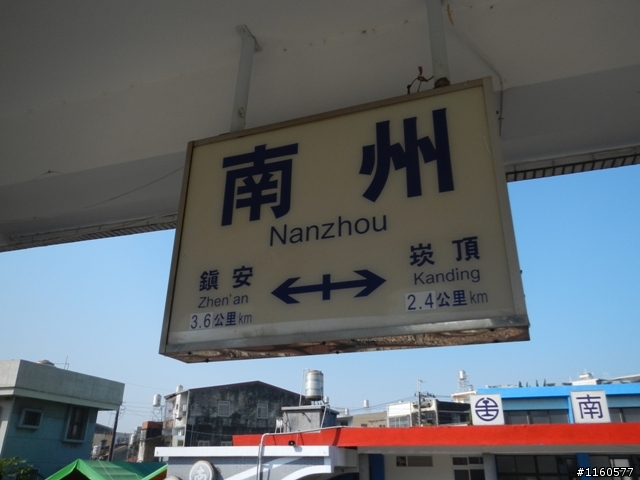 南州
Nanzhou
鎮安
Zhen'an
3.6公里km
崁頂
Kanding
2.4公里km
南
#1160577